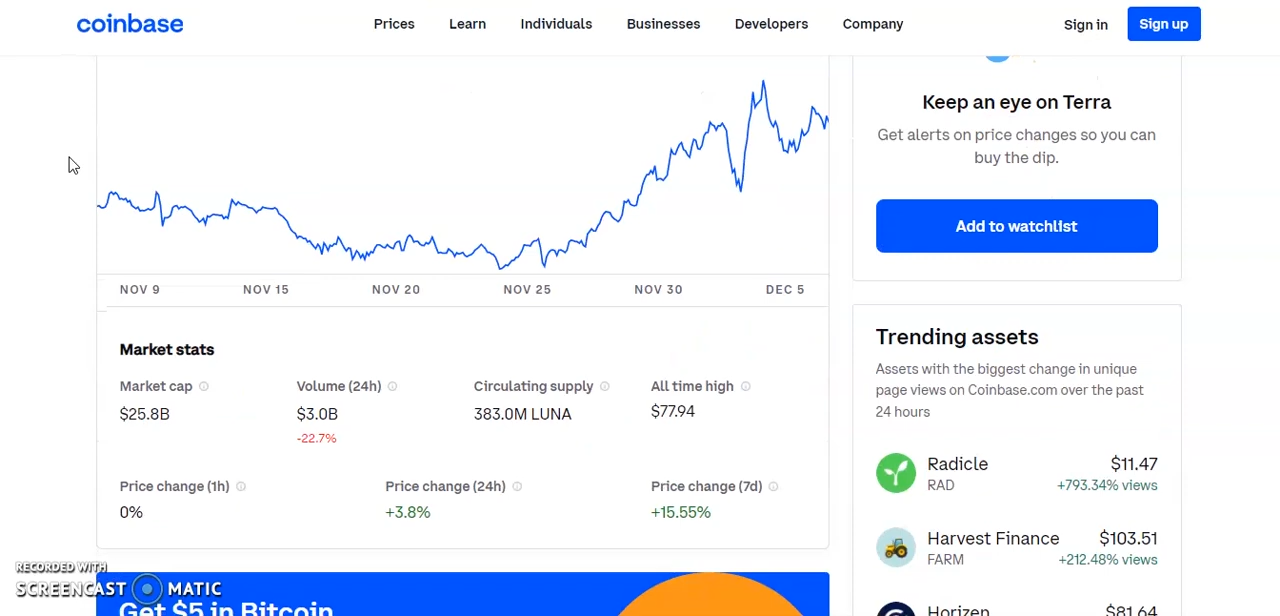 coinbase
Prices
Learn
Individuals
Businesses
Developers
Company
Sign in
Sign up
NOV 9
NOV 15
NOV 20
NOV 25
NOV 30
DEC 5
Market stats
Market cap
Volume (24h)
Circulating supply
All time high
$25.8B
$3.0B
383.0M LUNA
$77.94
-22.7%
Price change (1h)
Price change (24h)
Price change (7d)
0%
+3.8%
+15.55%
Get $5 in Bitcoin
Keep an eye on Terra
Get alerts on price changes so you can
buy the dip.
Add to watchlist
Trending assets
Assets with the biggest change in unique
page views on Coinbase.com over the past
24 hours
Radicle
$11.47
RAD
+793.34% views
Harvest Finance
$103.51
FARM
+212.48% views
Horizen
$81.64
RECORDED WITH
SCREENCAST MATIC